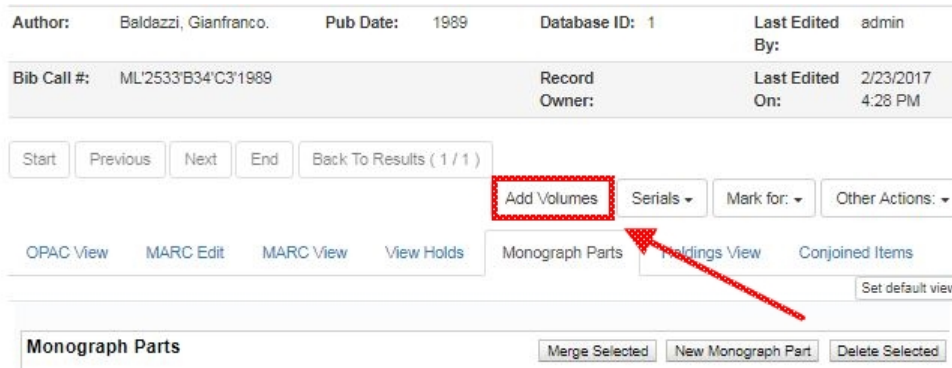 Author: Baldazzi, Gianfranco. Pub Date: 1989 Database ID: 1 Last Edited By: admin
Bib Call #: ML'2533'B34'C3'1989 Record Owner: Last Edited On: 2/23/2017 4:28 PM
Start Previous Next End Back To Results ( 1 / 1 )
Add Volumes Serials Mark for: Other Actions:
OPAC View MARC Edit MARC View View Holds Monograph Parts Holdings View Conjoined Items
Set default view
Monograph Parts Merge Selected New Monograph Part Delete Selected